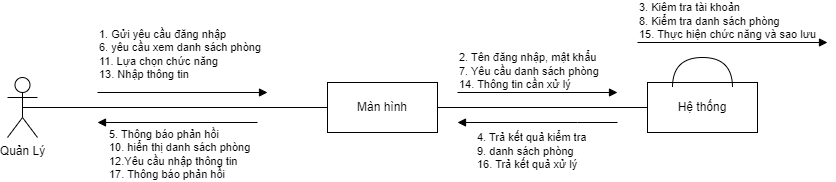 3. Kiểm tra tài khoản
8. Kiểm tra danh sách phòng
15. Thực hiện chức năng và sao lưu
1. Gửi yêu cầu đăng nhập
6. yêu cầu xem danh sách phòng
11. Lựa chọn chức năng
13. Nhập thông tin
2. Tên đăng nhập, mật khẩu
7. Yêu cầu danh sách phòng
14. Thông tin cần xử lý
Màn hình
Hệ thống
Quản Lý
5. Thông báo phản hồi
10. hiển thị danh sách phòng
12.Yêu cầu nhập thông tin
17. Thông báo phản hồi
4. Trả kết quả kiểm tra
9. danh sách phòng
16. Trả kết quả xử lý